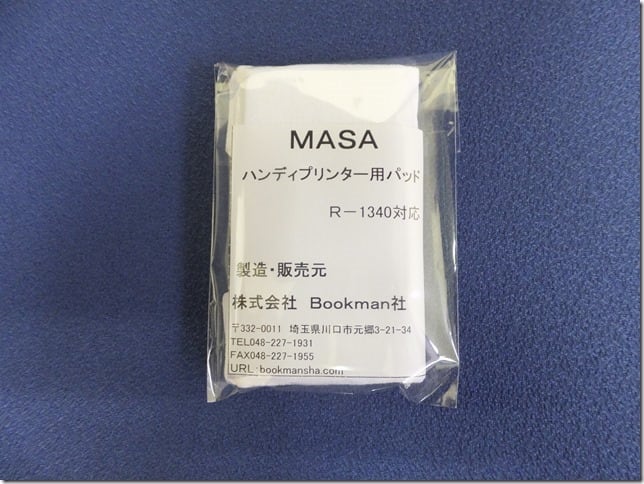 MASA
ハンディプリンター用パッド
R－1340対応
製造・販売元
株式会社 Bookman社
〒332-0011 埼玉県川口市元郷3-21-34
TEL048-227-1931
FAX048-227-1955
URL:bookmansha.com